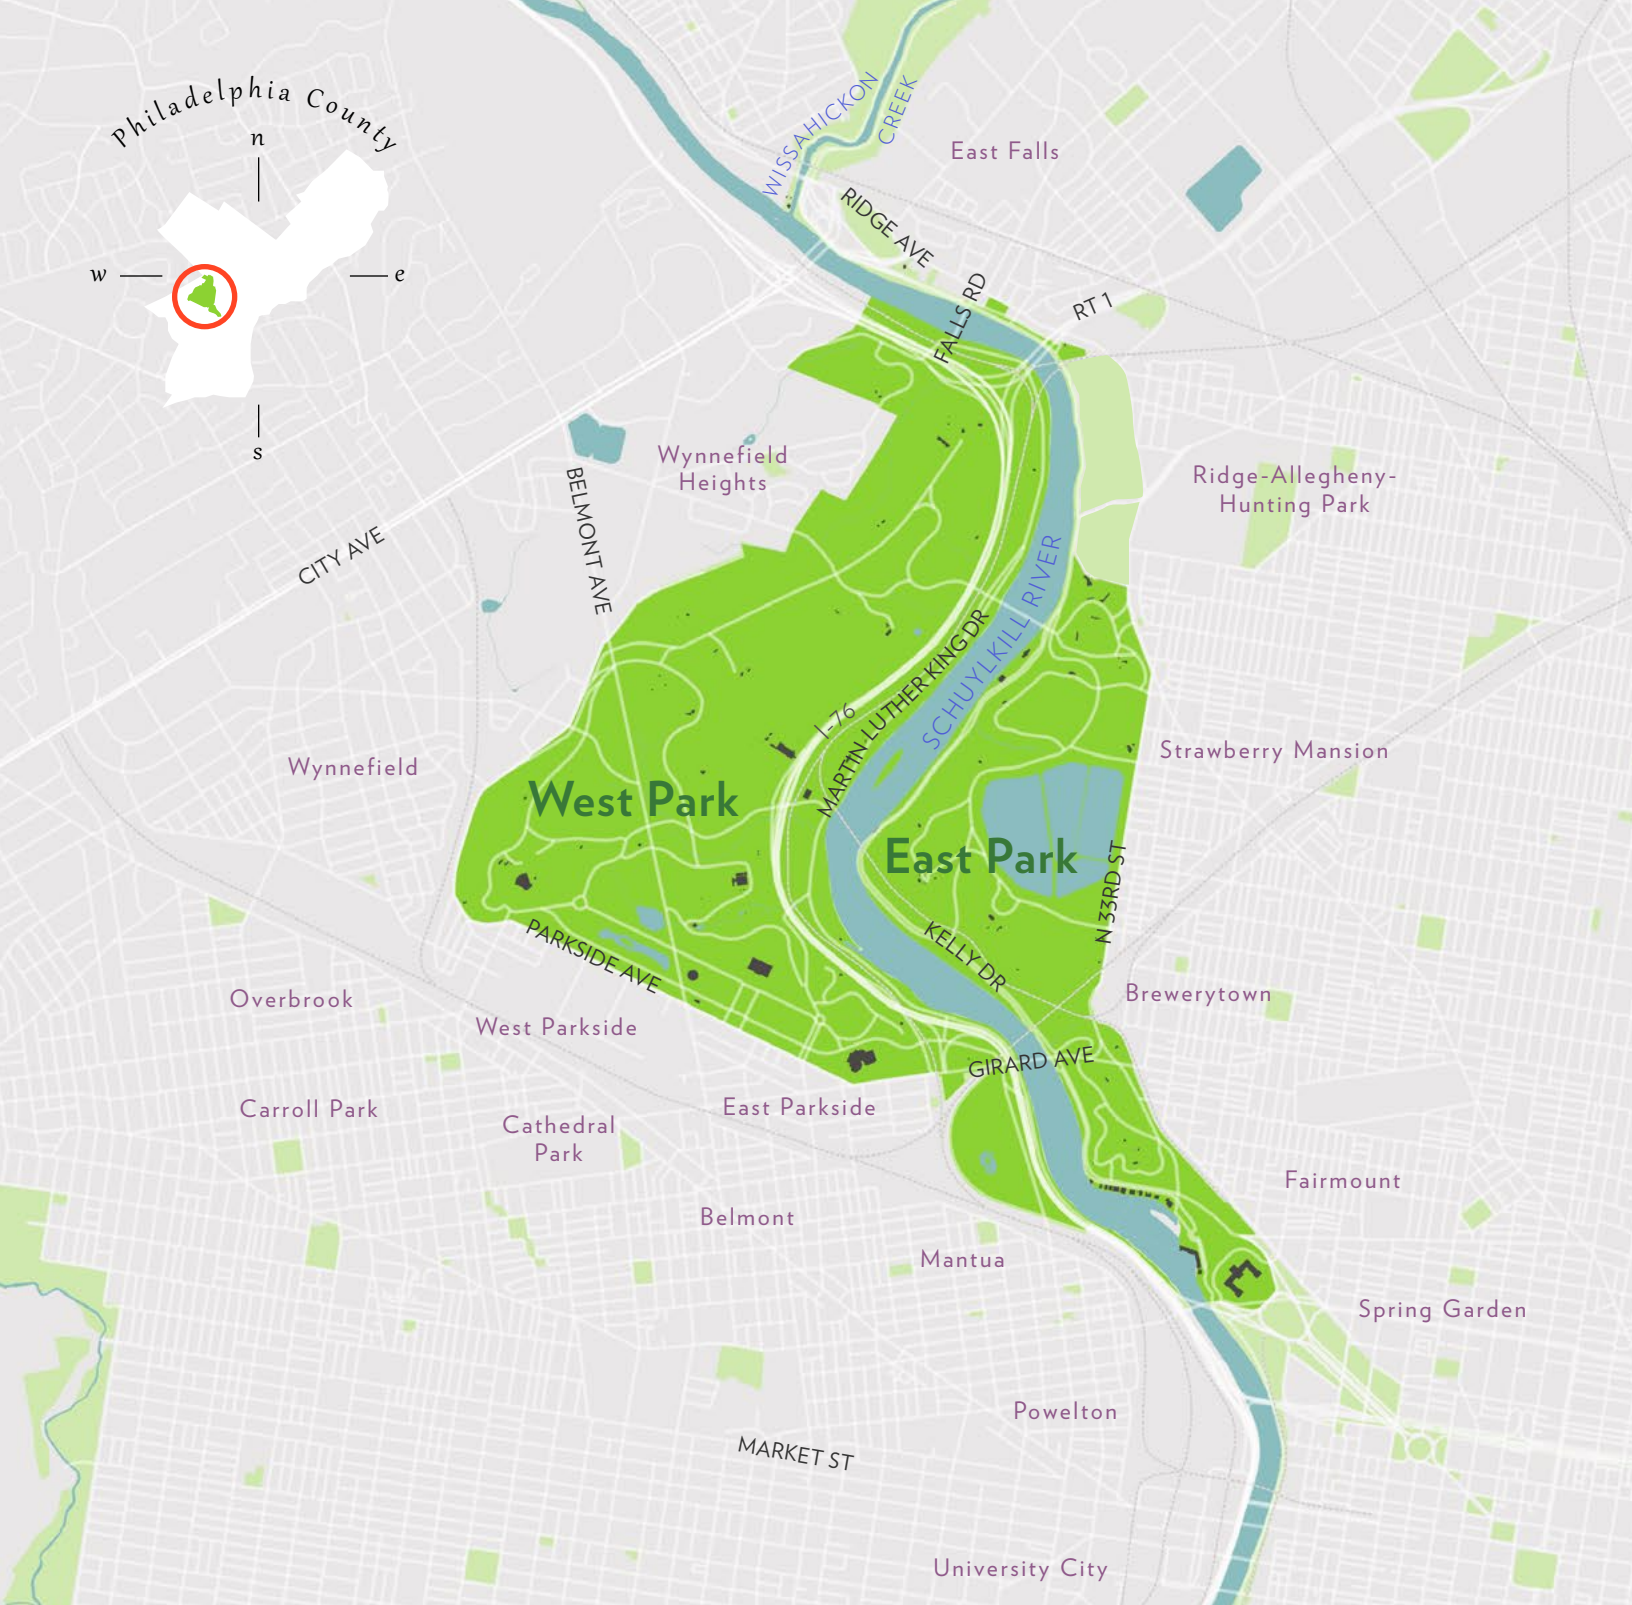 Philadelphia County
n
w
e
s
WISSAHICKON
CREEK
East Falls
RIDGE AVE
FALLS RD
RT 1
Wynnefield
Heights
BELMONT AVE
CITY AVE
Ridge-Allegheny-
Hunting Park
SCHUYLKILL RIVER
MARTIN LUTHER KING DR
I-76
Wynnefield
West Park
East Park
Strawberry Mansion
N 33RD ST
KELLY DR
PARKSIDE AVE
Overbrook
West Parkside
Brewerytown
GIRARD AVE
Carroll Park
Cathedral
Park
East Parkside
Fairmount
Belmont
Mantua
Spring Garden
Powelton
MARKET ST
University City